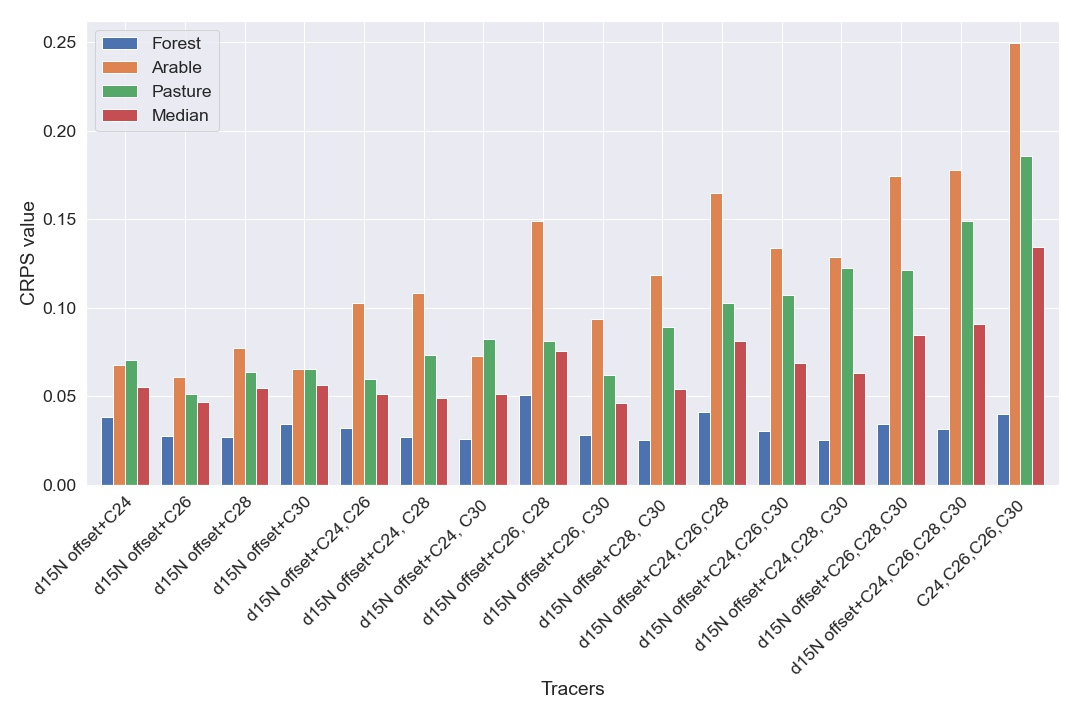 Forest
Arable
Pasture
Median
CRPS value
0.25
0.20
0.15
0.10
0.05
0.00
d15N offset+C24
d15N offset+C26
d15N offset+C28
d15N offset+C30
d15N offset+C24,C26
d15N offset+C24, C28
d15N offset+C24, C30
d15N offset+C26, C28
d15N offset+C26, C30
d15N offset+C28, C30
d15N offset+C24,C26,C28
d15N offset+C24,C26,C30
d15N offset+C24,C28, C30
d15N offset+C26,C28,C30
d15N offset+C24, C26,C28,C30
C24, C26,C26,C30
Tracers